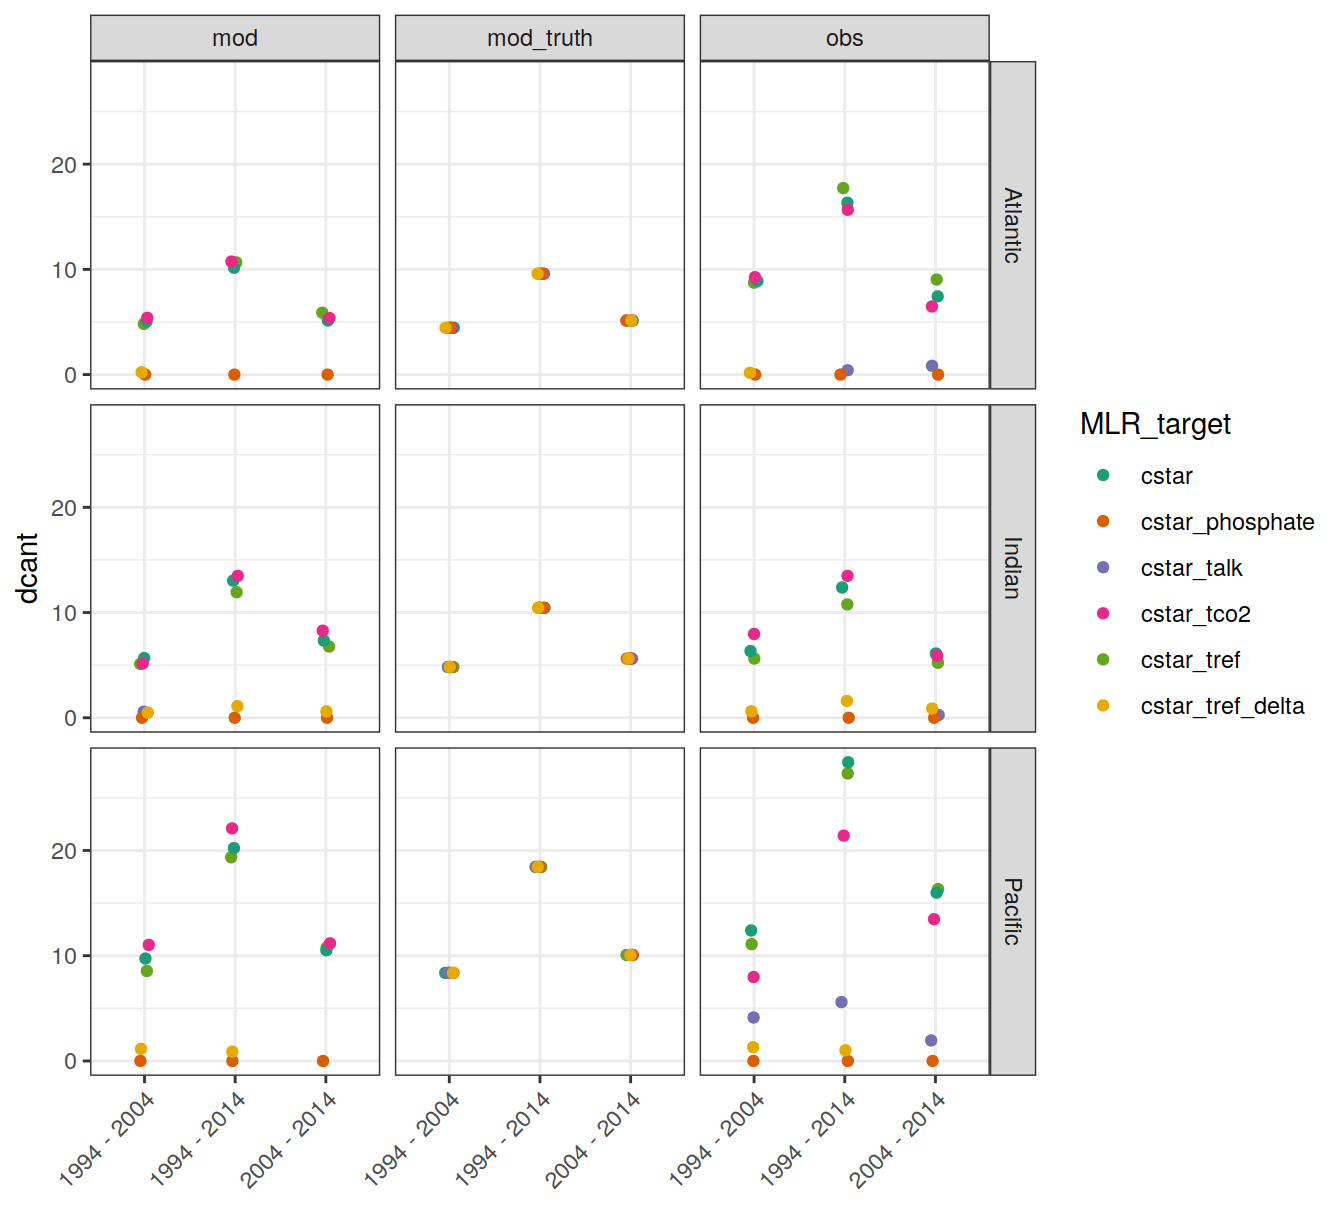 mod mod_truth obs
20
10
0
Atlantic
20
10
0
Indian
20
10
0
Pacific
dcant
1994 - 2004 1994 - 2014 2004 - 2014 1994 - 2004 1994 - 2014 2004 - 2014 1994 - 2004 1994 - 2014 2004 - 2014
MLR_target
cstar
cstar_phosphate
cstar_talk
cstar_tco2
cstar_tref
cstar_tref_delta